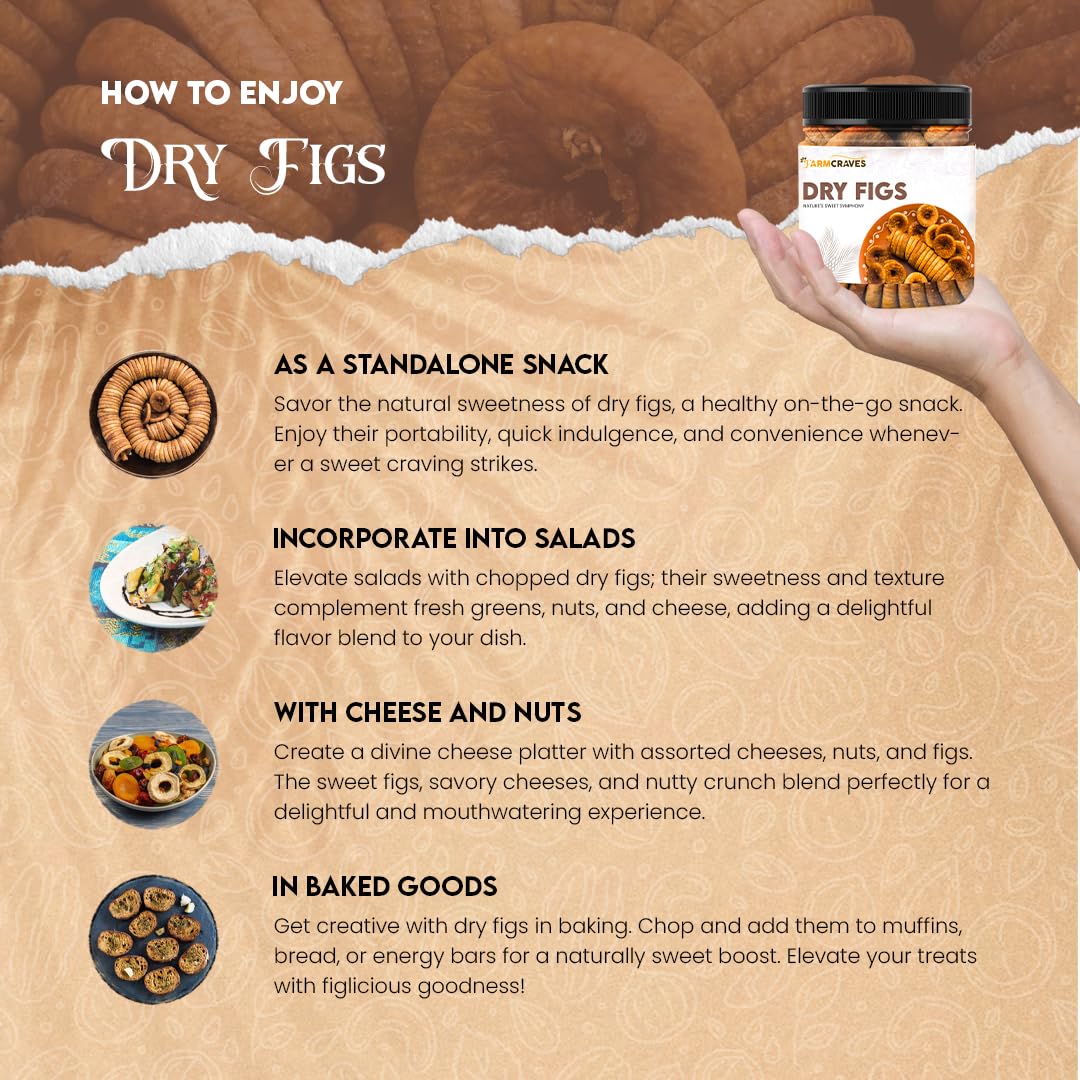 HOW TO ENJOY
DRY FIGS
FARMCRAVES
DRY FIGS
NATURE'S SWEET SYMPHONY
AS A STANDALONE SNACK
Savor the natural sweetness of dry figs, a healthy on-the-go snack.
Enjoy their portability, quick indulgence, and convenience whenev-
er a sweet craving strikes.
INCORPORATE INTO SALADS
Elevate salads with chopped dry figs; their sweetness and texture
complement fresh greens, nuts, and cheese, adding a delightful
flavor blend to your dish.
WITH CHEESE AND NUTS
Create a divine cheese platter with assorted cheeses, nuts, and figs.
The sweet figs, savory cheeses, and nutty crunch blend perfectly for a
delightful and mouthwatering experience.
IN BAKED GOODS
Get creative with dry figs in baking. Chop and add them to muffins,
bread, or energy bars for a naturally sweet boost. Elevate your treats
with figlicious goodness!